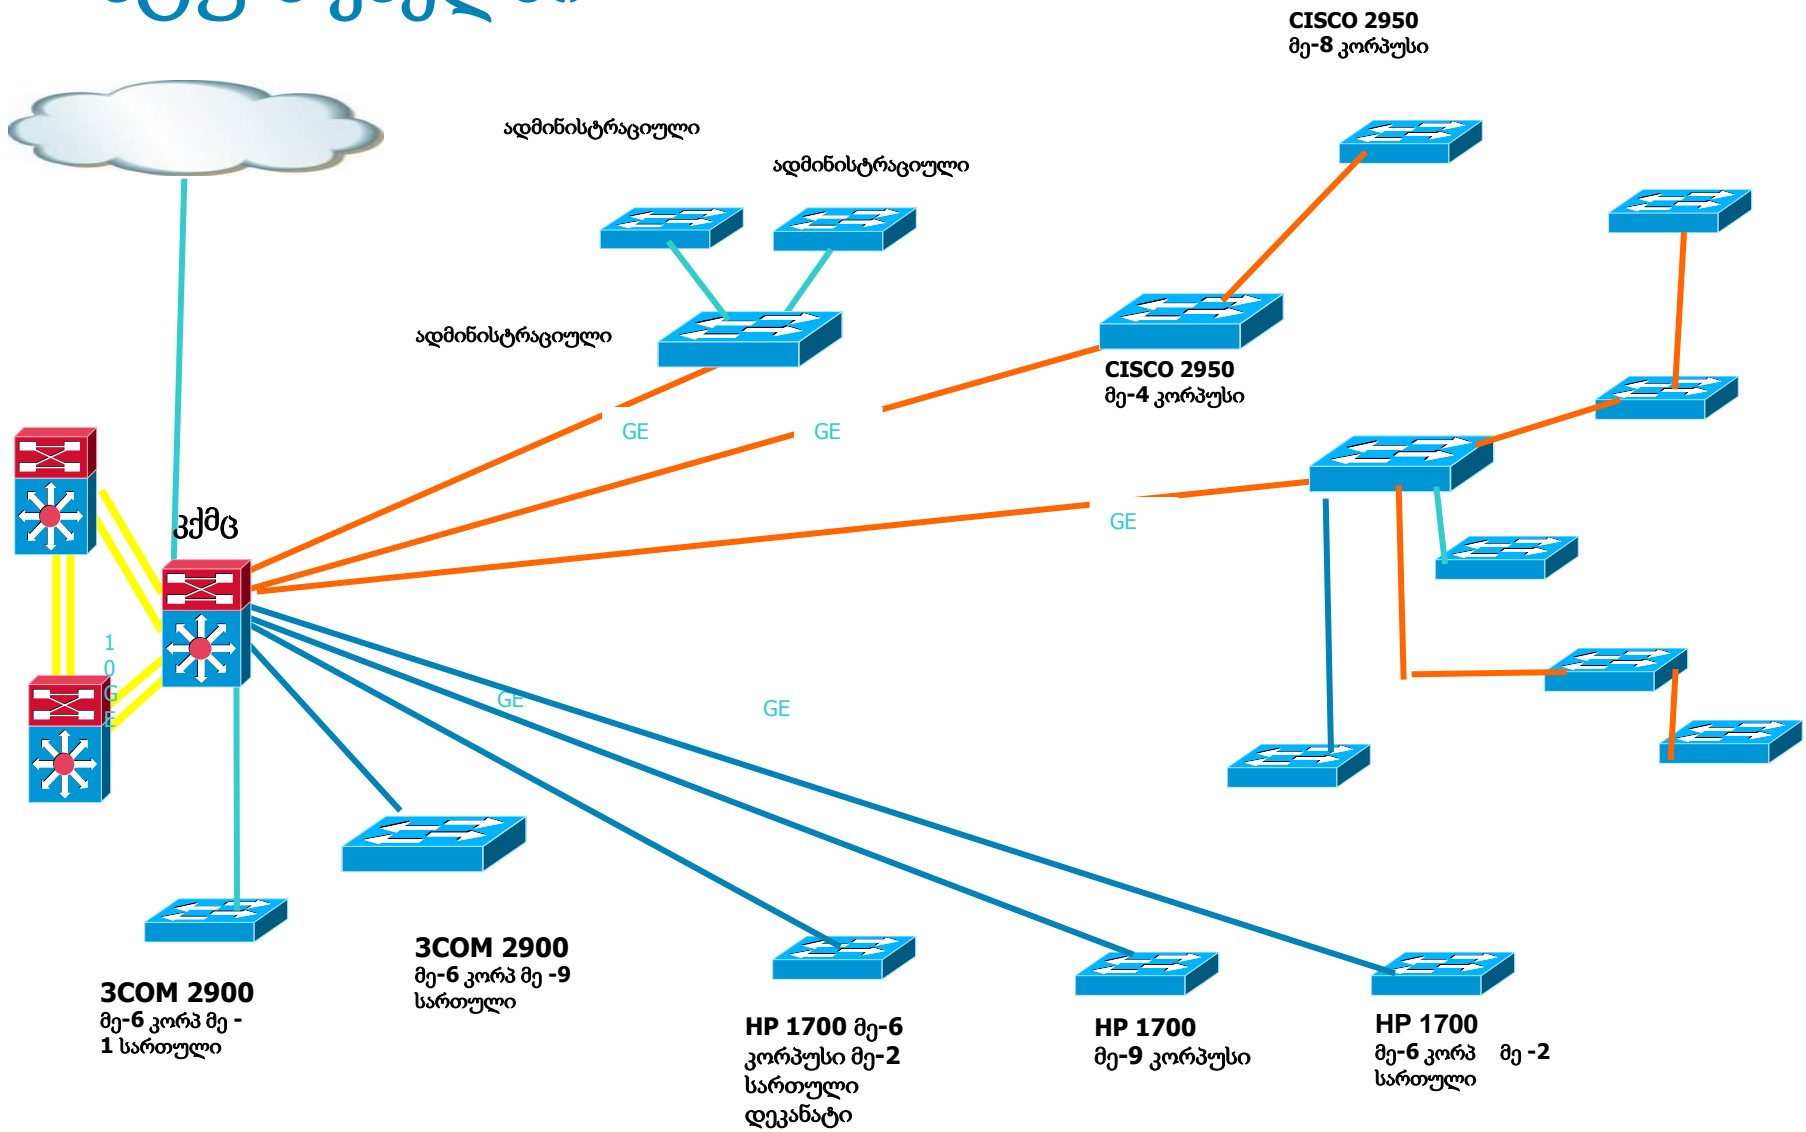 CISCO 2950
მე-8 კორპუსი
ადმინისტრაციული
ადმინისტრაციული
ადმინისტრაციული
CISCO 2950
მე-4 კორპუსი
GE
GE
კქმც
GE
10GE
GE
GE
3COM 2900
მე-6 კორპ მე -9
სართული
3COM 2900
მე-6 კორპ მე -
1 სართული
HP 1700 მე-6
კორპუსი მე-2
სართული
დეკანატი
HP 1700
მე-9 კორპუსი
HP 1700
მე-6 კორპ მე -2
სართული